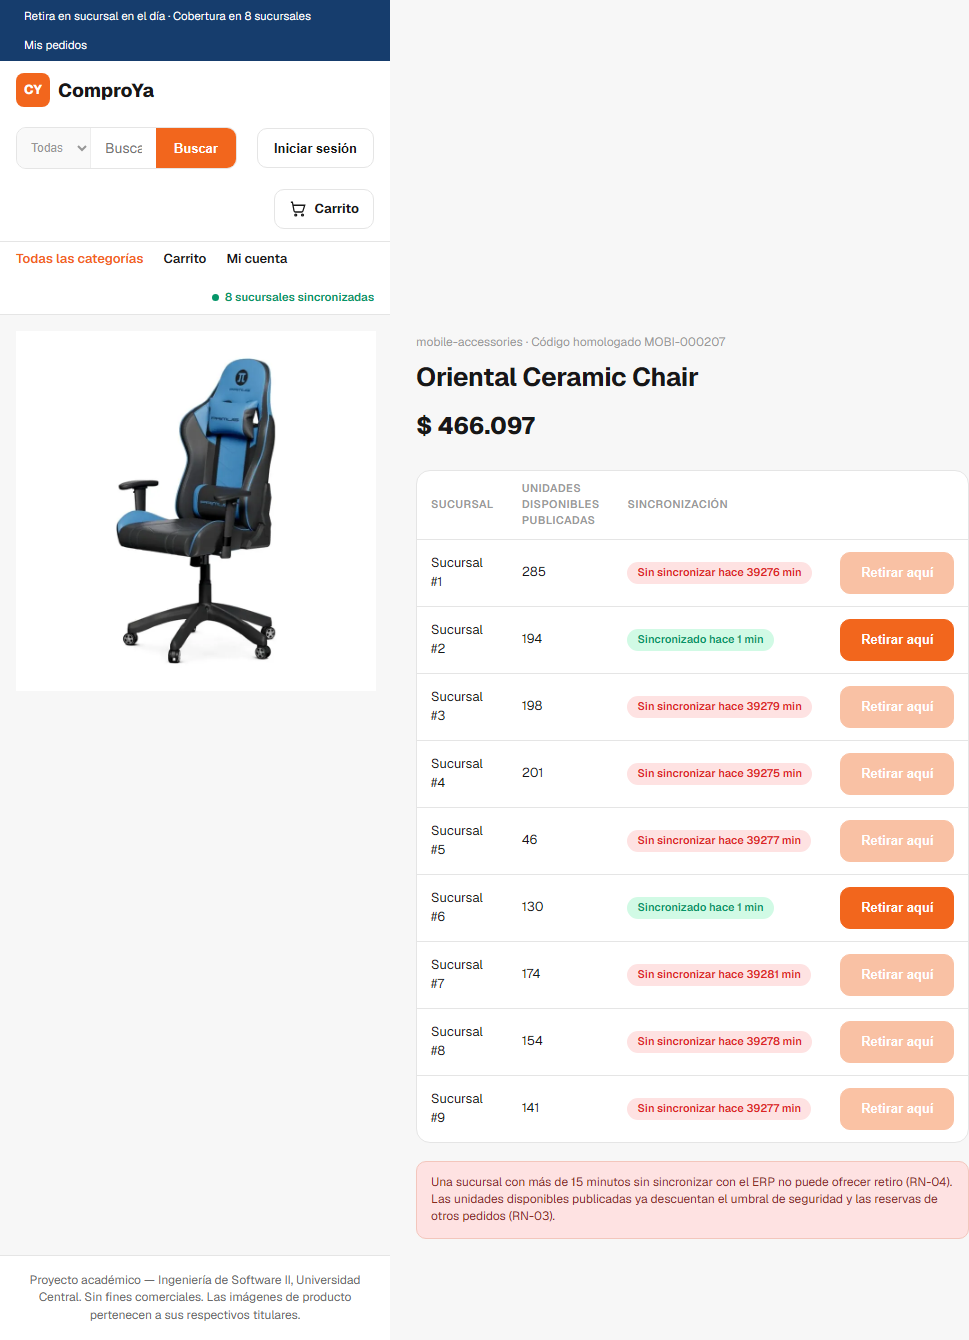 Retira en sucursal en el día · Cobertura en 8 sucursales
Mis pedidos
CY ComproYa
Todas Busca Buscar Iniciar sesión
Carrito
Todas las categorías Carrito Mi cuenta
8 sucursales sincronizadas
mobile-accessories · Código homologado MOBI-000207
Oriental Ceramic Chair
$ 466.097
SUCURSAL UNIDADES DISPONIBLES PUBLICADAS SINCRONIZACIÓN
Sucursal #1 285 Sin sincronizar hace 39276 min Retirar aquí
Sucursal #2 194 Sincronizado hace 1 min Retirar aquí
Sucursal #3 198 Sin sincronizar hace 39279 min Retirar aquí
Sucursal #4 201 Sin sincronizar hace 39275 min Retirar aquí
Sucursal #5 46 Sin sincronizar hace 39277 min Retirar aquí
Sucursal #6 130 Sincronizado hace 1 min Retirar aquí
Sucursal #7 174 Sin sincronizar hace 39281 min Retirar aquí
Sucursal #8 154 Sin sincronizar hace 39278 min Retirar aquí
Sucursal #9 141 Sin sincronizar hace 39277 min Retirar aquí
Una sucursal con más de 15 minutos sin sincronizar con el ERP no puede ofrecer retiro (RN-04).
Las unidades disponibles publicadas ya descuentan el umbral de seguridad y las reservas de
otros pedidos (RN-03).
Proyecto académico — Ingeniería de Software II, Universidad
Central. Sin fines comerciales. Las imágenes de producto
pertenecen a sus respectivos titulares.